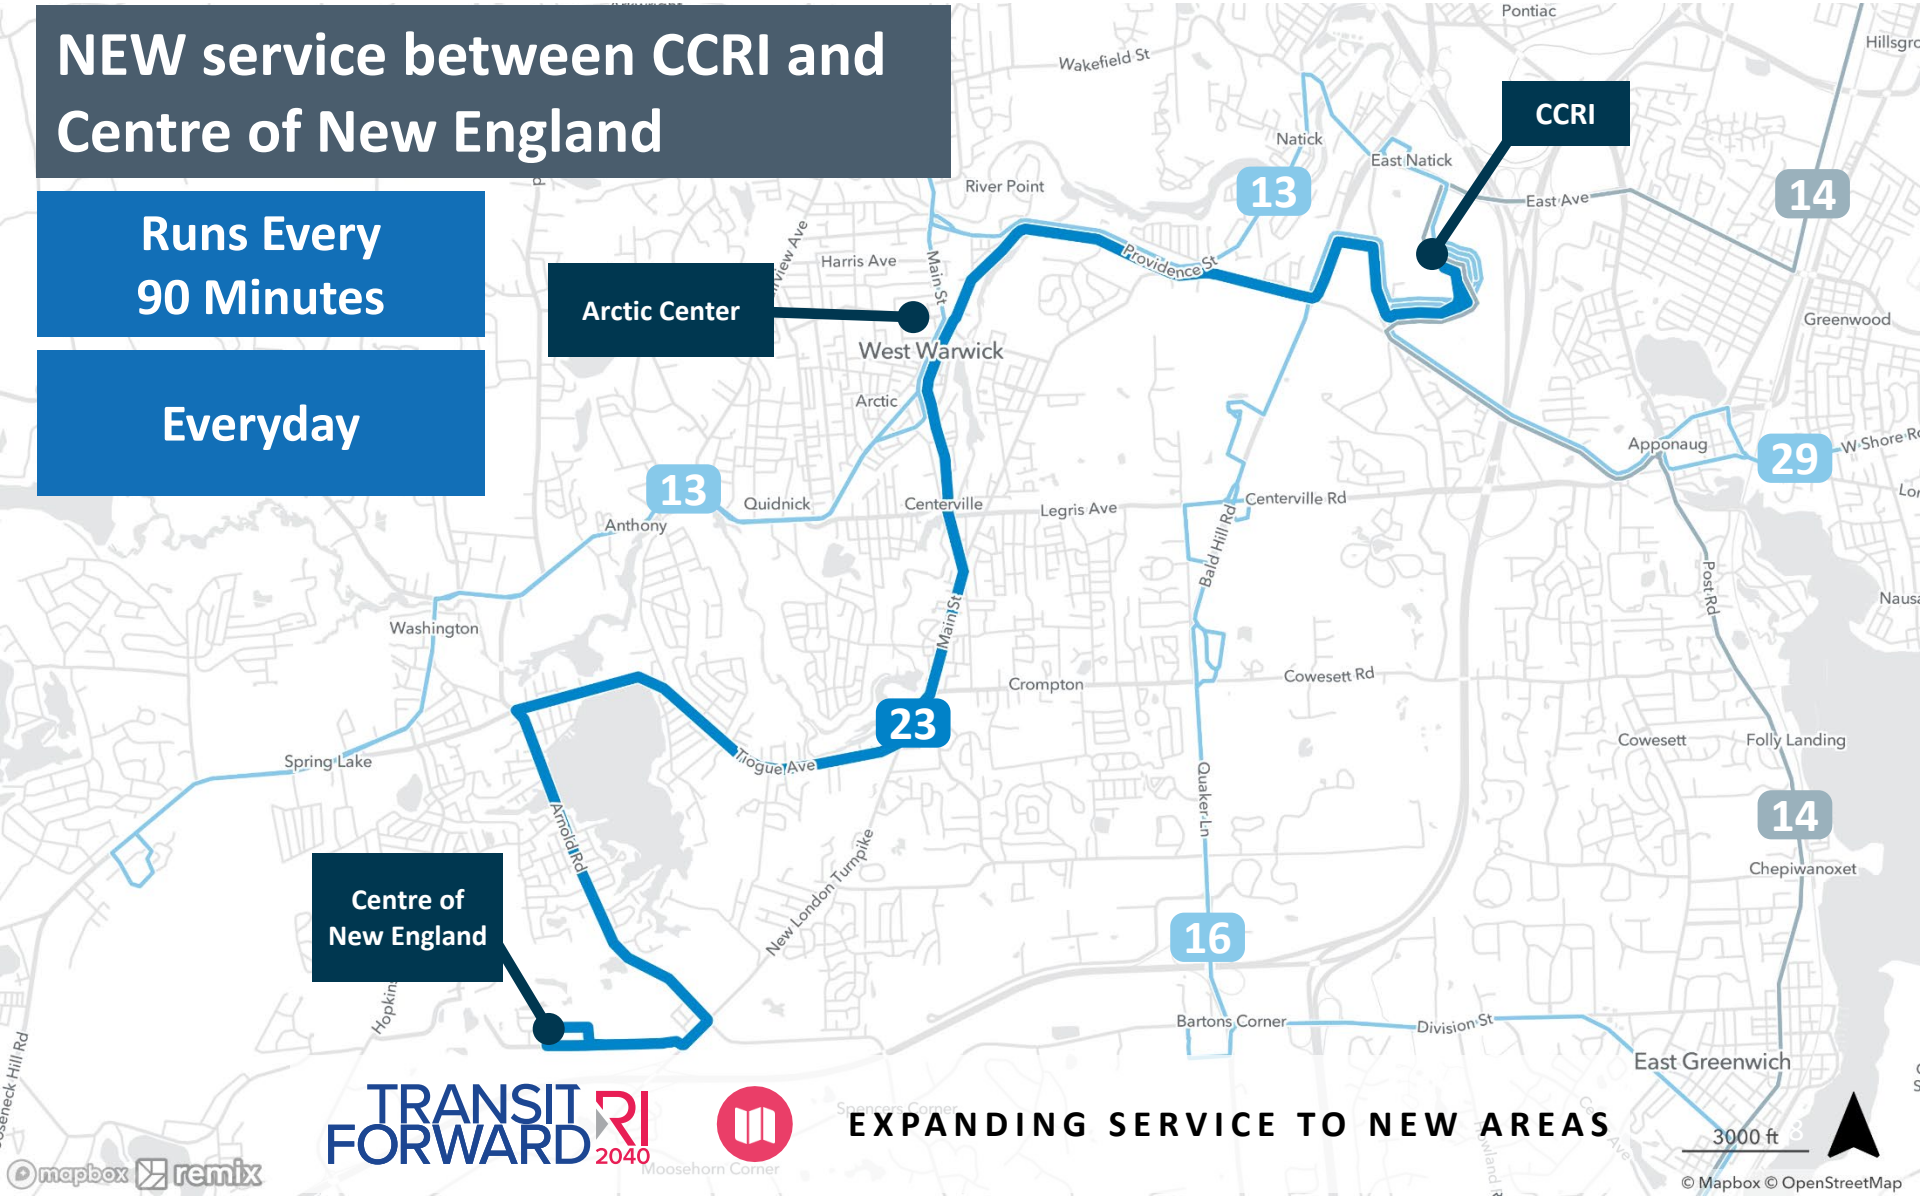 NEW service between CCRI and
Centre of New England
Runs Every
90 Minutes
Everyday
Pontiac
Wakefield St
CCRI
Natick
East Natick
River Point
13
East Ave
14
Harris Ave
Main St
Providence St
Arctic Center
West Warwick
Greenwood
Arctic
Apponaug
29
W Shore Rd
13
Quidnick
Centerville
Legris Ave
Centerville Rd
Anthony
Bald Hill Rd
Post Rd
Washington
Main St
Crompton
Cowesett Rd
23
Spring Lake
Tiogue Ave
Cowesett
Folly Landing
Quaker Ln
14
Arnold Rd
New London Turnpike
Chepiwanoxet
Centre of
New England
16
Bartons Corner
Division St
East Greenwich
TRANSIT
FORWARD RI
2040
Spencers Corner
EXPANDING SERVICE TO NEW AREAS
3000 ft
Moosehorn Corner
mapbox remix
© Mapbox © OpenStreetMap